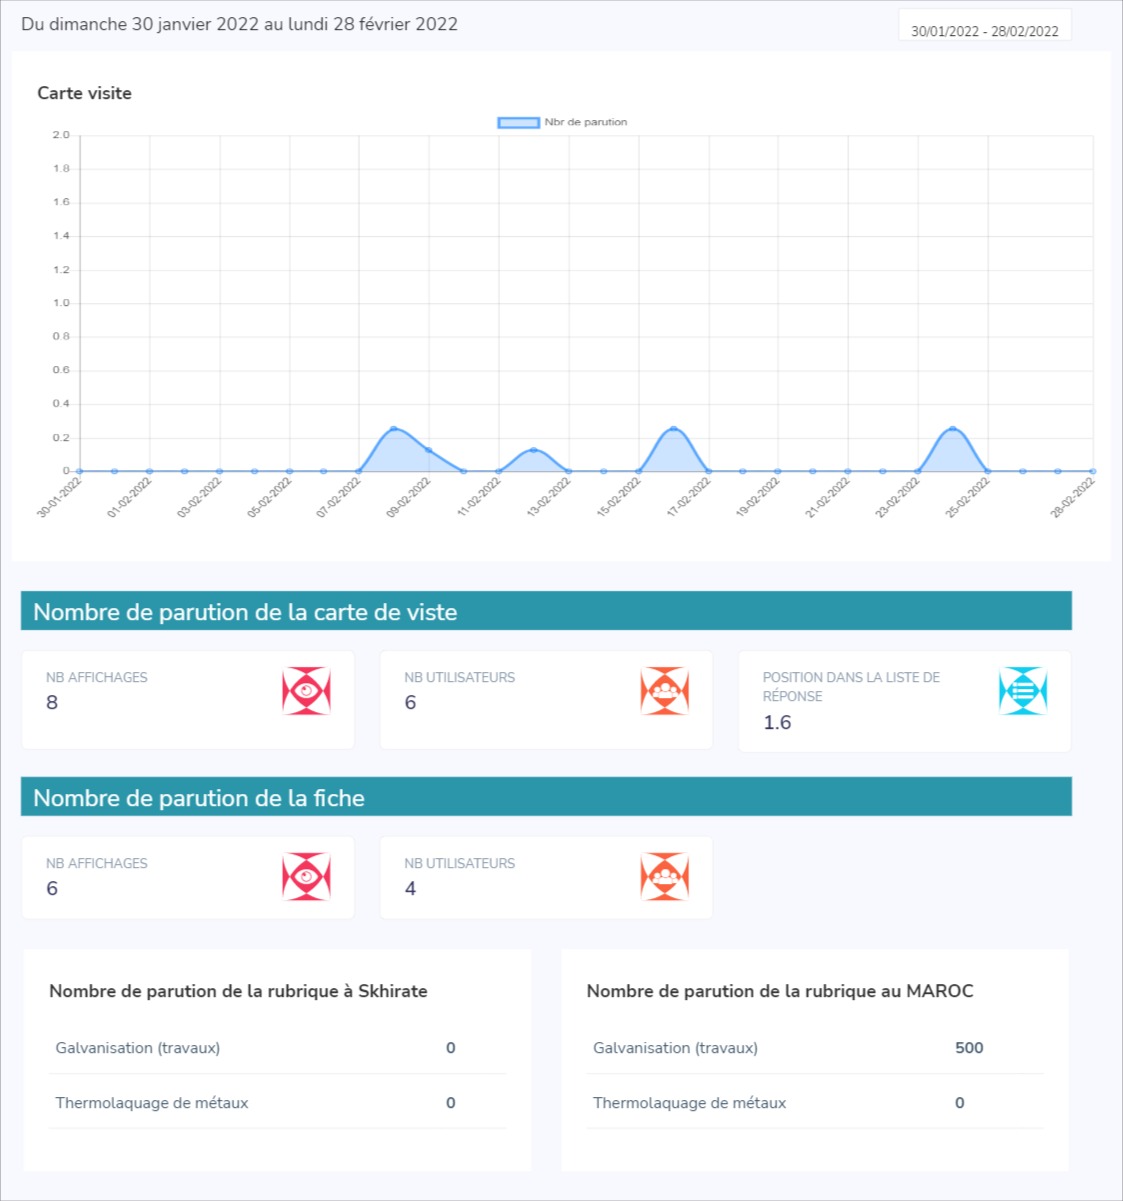 Du dimanche 30 janvier 2022 au lundi 28 février 2022
30/01/2022 - 28/02/2022
Carte visite
Nbr de parution
2.0
1.8
1.6
1.4
1.2
1.0
0.8
0.6
0.4
0.2
0
30-01-2022
01-02-2022
03-02-2022
05-02-2022
07-02-2022
09-02-2022
11-02-2022
13-02-2022
15-02-2022
17-02-2022
19-02-2022
21-02-2022
23-02-2022
25-02-2022
28-02-2022
Nombre de parution de la carte de viste
NB AFFICHAGES
8
NB UTILISATEURS
6
POSITION DANS LA LISTE DE
RÉPONSE
1.6
Nombre de parution de la fiche
NB AFFICHAGES
6
NB UTILISATEURS
4
Nombre de parution de la rubrique à Skhirate
Galvanisation (travaux) 0
Thermolaquage de métaux 0
Nombre de parution de la rubrique au MAROC
Galvanisation (travaux) 500
Thermolaquage de métaux 0